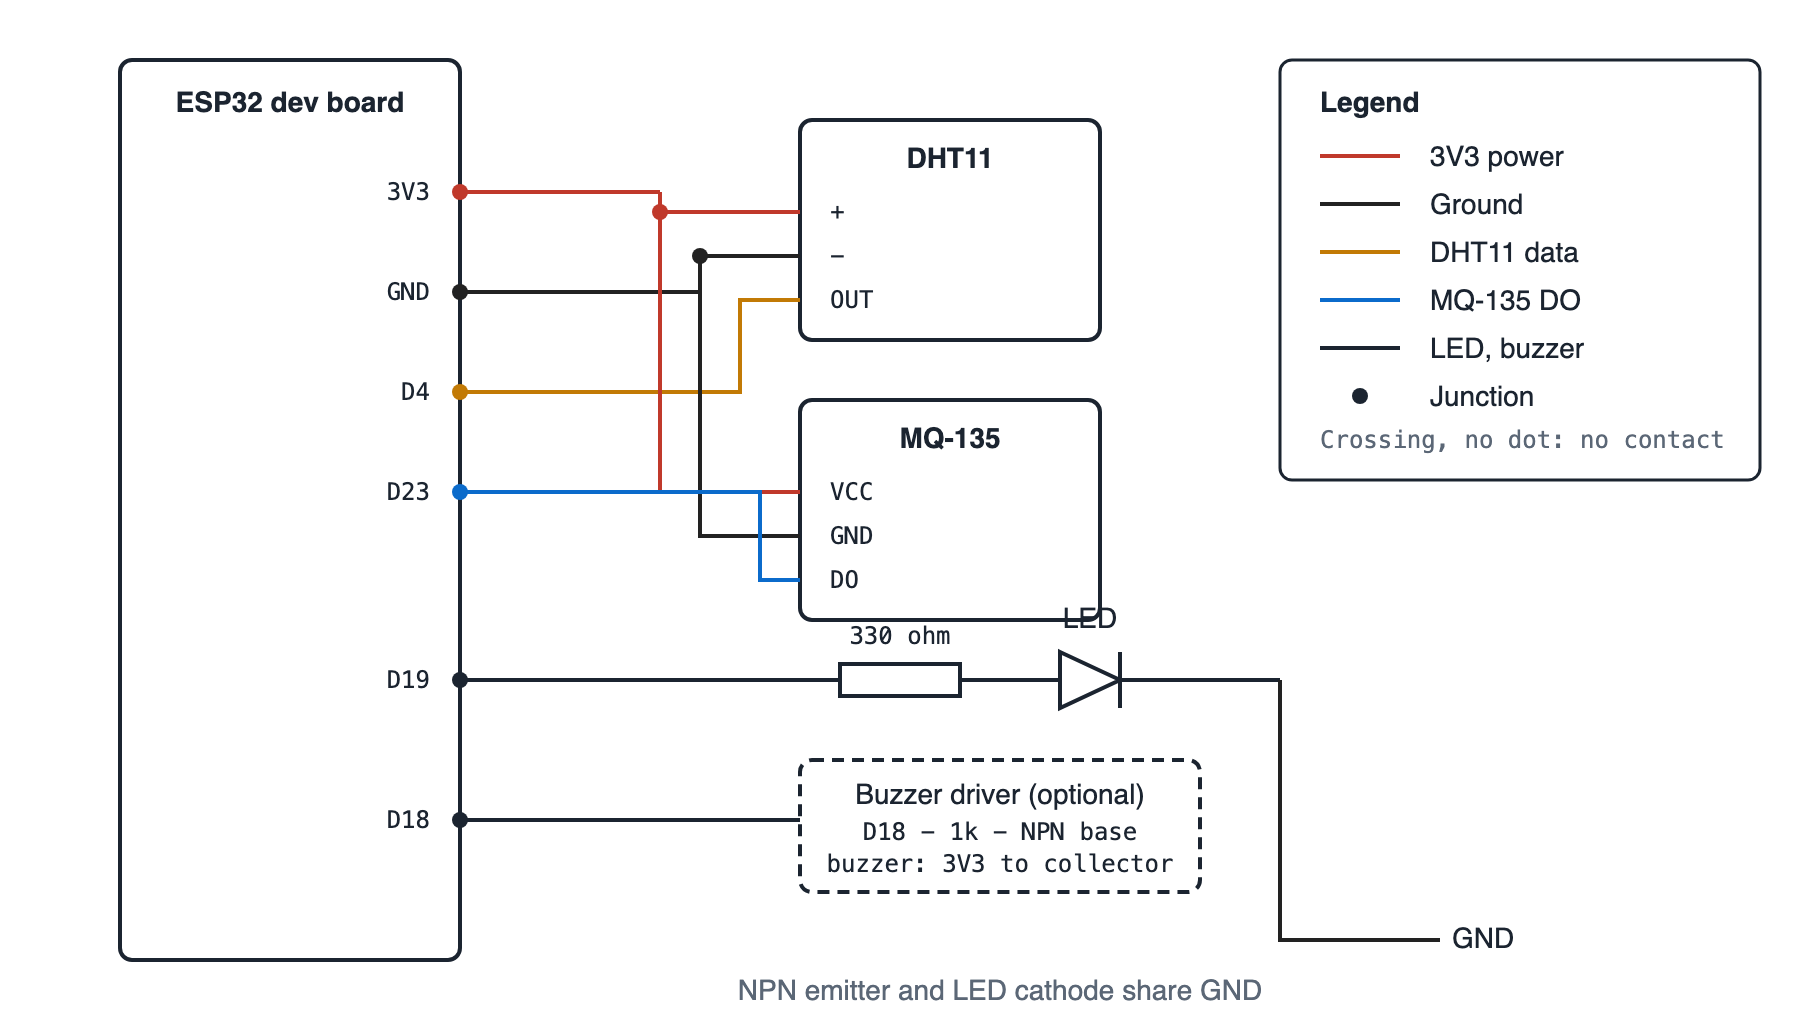 ESP32 dev board
3V3
GND
D4
D23
D19
D18
DHT11
+
−
OUT
MQ-135
VCC
GND
DO
330 ohm
LED
Buzzer driver (optional)
D18 – 1k – NPN base
buzzer: 3V3 to collector
GND
NPN emitter and LED cathode share GND
Legend
3V3 power
Ground
DHT11 data
MQ-135 DO
LED, buzzer
Junction
Crossing, no dot: no contact